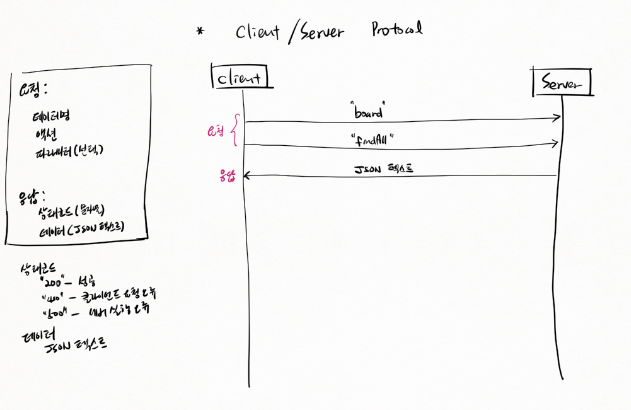 * Client/Server Protocol
요청:
데이터명
액션
파라미터(선택)
응답:
상태코드(문자열)
데이터(JSON 텍스트)
상태코드
"200" - 성공
"400" - 클라이언트 요청 오류
"500" - 서버 실행 오류
데이터
JSON 텍스트
Client
Server
요청
"board"
"findAll"
응답
JSON 텍스트